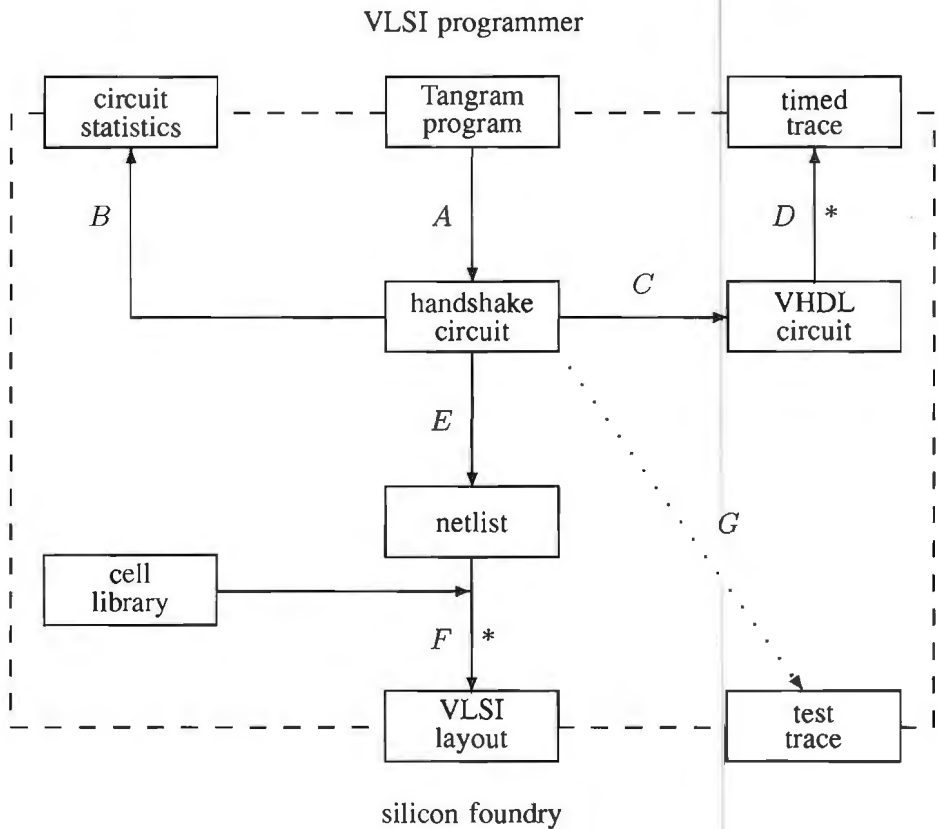 VLSI programmer
circuit
statistics
Tangram
program
timed
trace
B
A
D *
C
handshake
circuit
VHDL
circuit
E
netlist
G
cell
library
F *
VLSI
layout
test
trace
silicon foundry